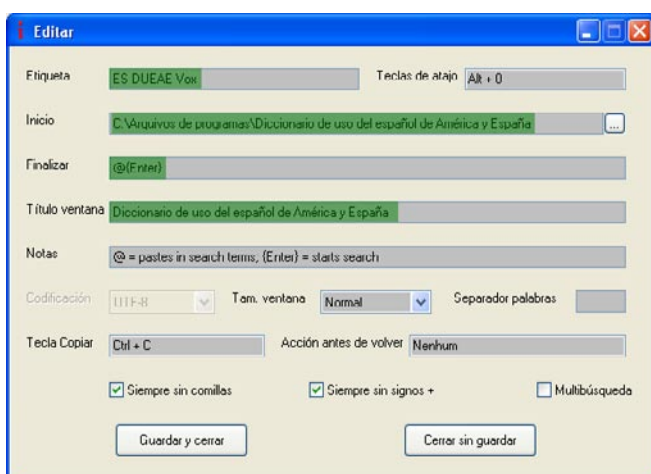 Editar
Etiqueta ES DUEAE Vox Teclas de atajo Alt + 0
Inicio C:\Arquivos de programas\Diccionario de uso del español de América y España ...
Finalizar @{Enter}
Título ventana Diccionario de uso del español de América y España
Notas @ = pastes in search terms, {Enter} = starts search
Codificación UTF-8 Tam. ventana Normal Separador palabras
Tecla Copiar Ctrl + C Acción antes de volver Nenhum
Siempre sin comillas Siempre sin signos + Multibúsqueda
Guardar y cerrar Cerrar sin guardar